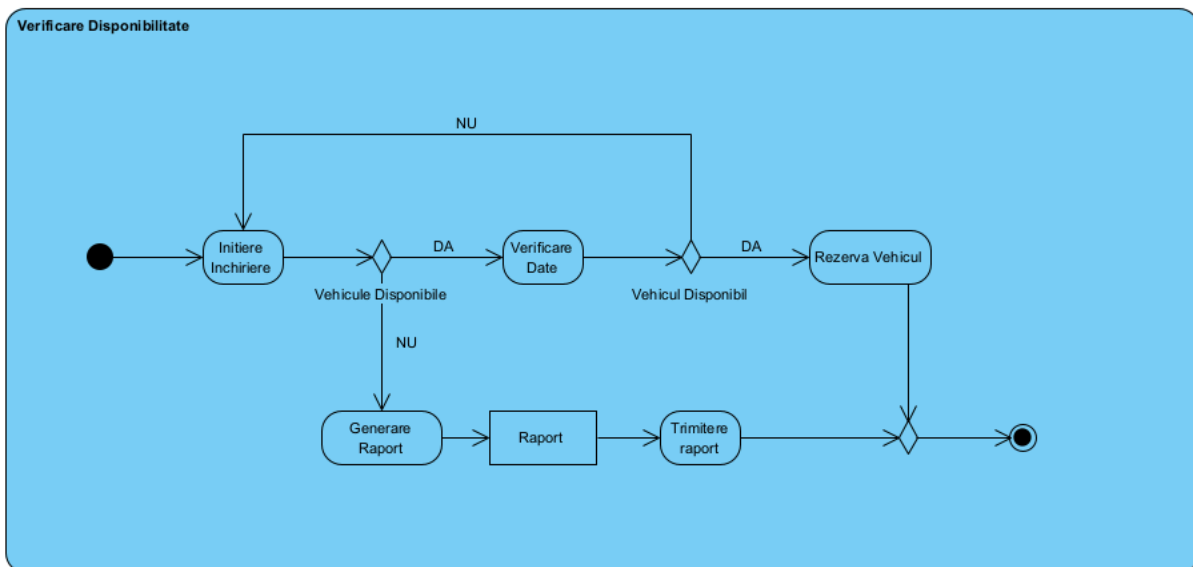 Verificare Disponibilitate
NU
Initiere
Inchiriere
DA
Verificare
Date
DA
Rezerva Vehicul
Vehicule Disponibile
Vehicul Disponibil
NU
Generare
Raport
Raport
Trimitere
raport